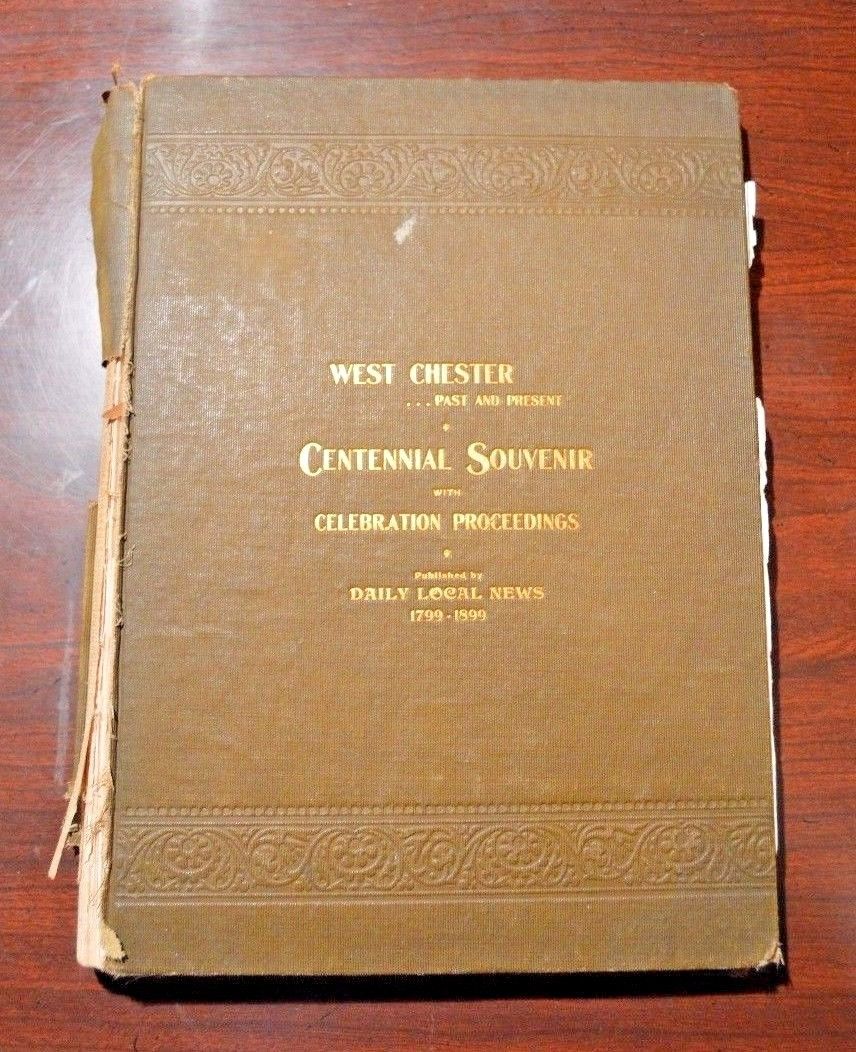 WEST CHESTER
... PAST AND PRESENT
CENTENNIAL SOUVENIR
WITH
CELEBRATION PROCEEDINGS
Published by
DAILY LOCAL NEWS
1799-1899